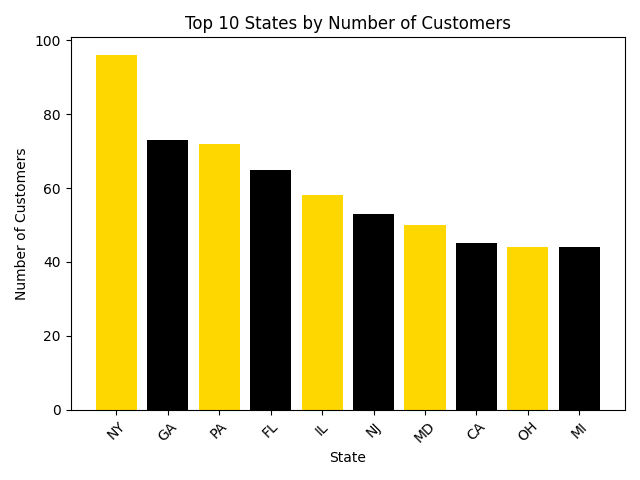 Top 10 States by Number of Customers
Number of Customers
100
80
60
40
20
0
NY
GA
PA
FL
IL
NJ
MD
CA
OH
MI
State